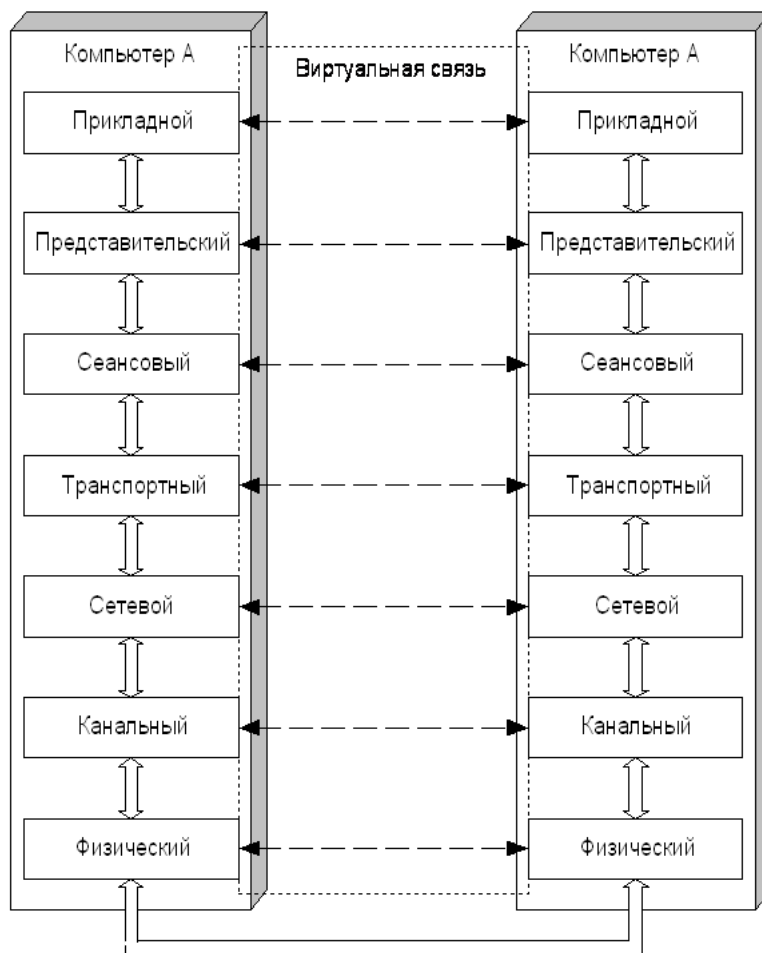 Компьютер А
Прикладной
Представительский
Сеансовый
Транспортный
Сетевой
Канальный
Физический
Виртуальная связь
Компьютер А
Прикладной
Представительский
Сеансовый
Транспортный
Сетевой
Канальный
Физический